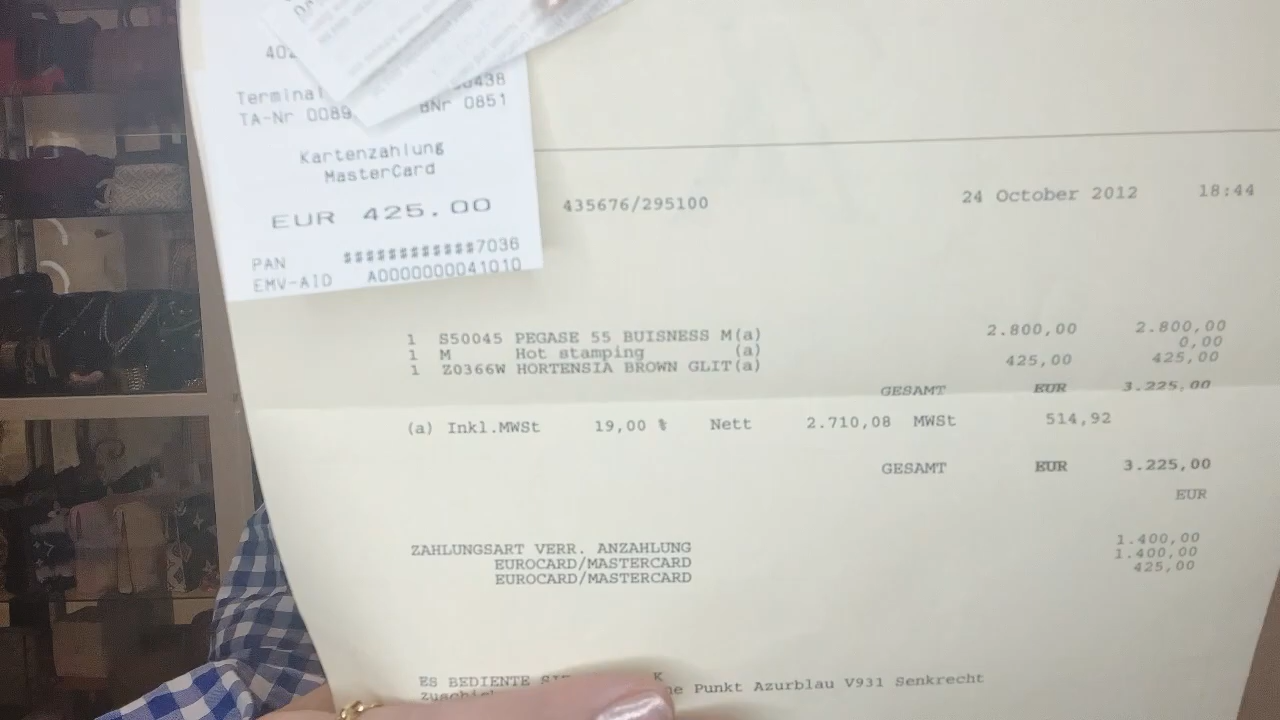 402
Terminal
438
TA-Nr 0089
BNr 0851
Kartenzahlung
MasterCard
EUR 425.00
PAN $$$$$$$$$$$$7036
EMV-AID A0000000041010
435676/295100 24 October 2012 18:44
1 S50045 PEGASE 55 BUISNESS M(a) 2.800,00 2.800,00
1 M Hot stamping (a) 0,00
1 Z0366W HORTENSIA BROWN GLIT(a) 425,00 425,00
GESAMT EUR 3.225,00
(a) Inkl.MWSt 19,00 % Nett 2.710,08 MWSt 514,92
GESAMT EUR 3.225,00
EUR
ZAHLUNGSART VERR. ANZAHLUNG 1.400,00
EUROCARD/MASTERCARD 1.400,00
EUROCARD/MASTERCARD 425,00
ES BEDIENTE K
Punkt Azurblau V931 Senkrecht